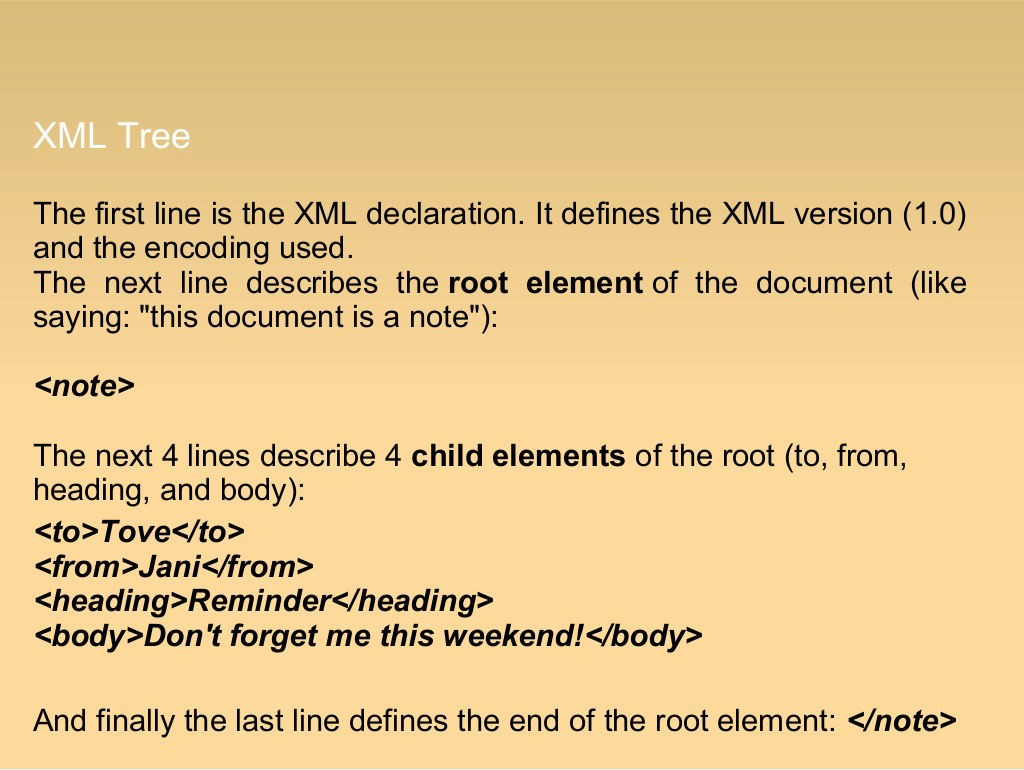 XML Tree
The first line is the XML declaration. It defines the XML version (1.0)
and the encoding used.
The next line describes the root element of the document (like
saying: "this document is a note"):
<note>
The next 4 lines describe 4 child elements of the root (to, from,
heading, and body):
<to>Tove</to>
<from>Jani</from>
<heading>Reminder</heading>
<body>Don't forget me this weekend!</body>
And finally the last line defines the end of the root element: </note>